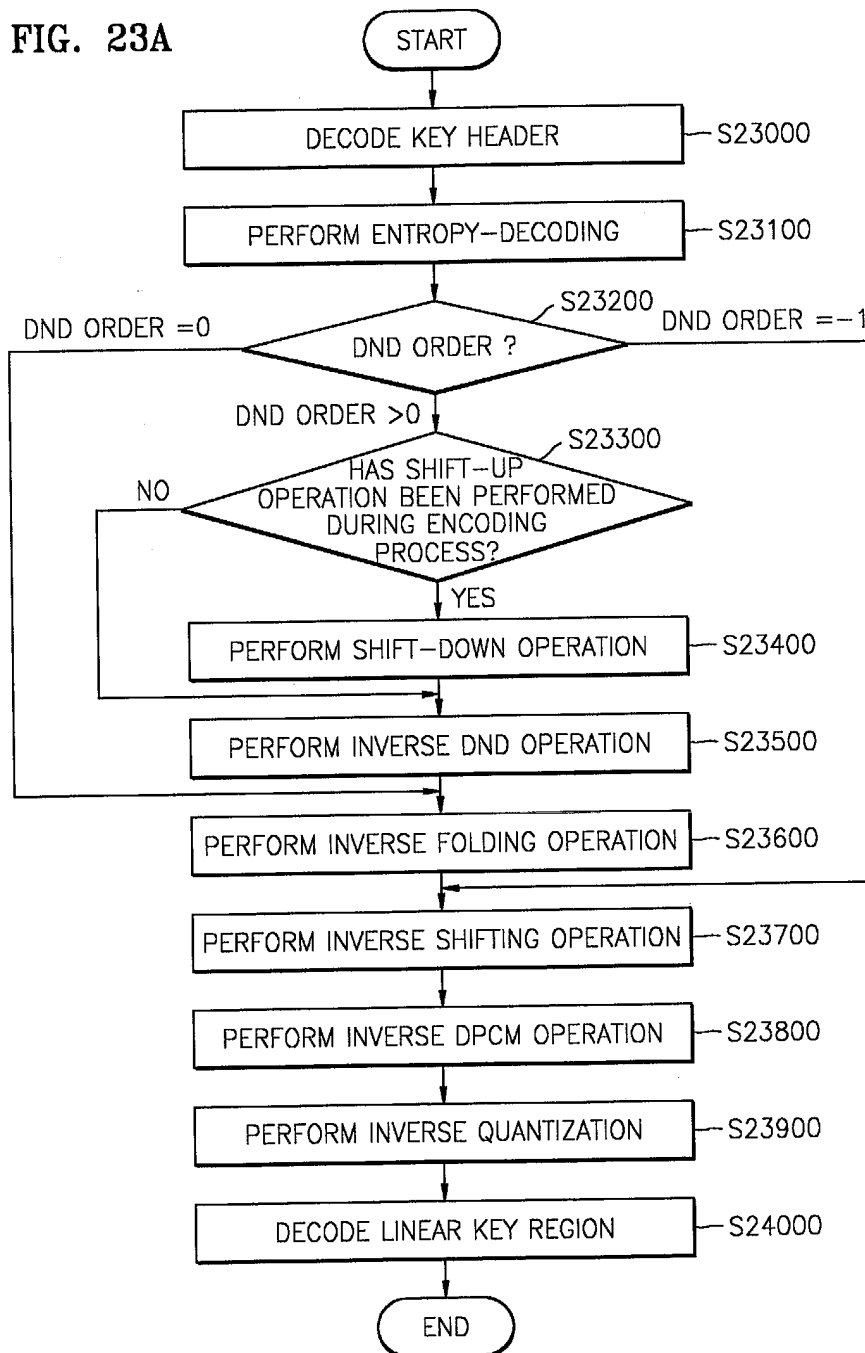 FIG. 23A
START
DECODE KEY HEADER
S23000
PERFORM ENTROPY-DECODING
S23100
S23200
DND ORDER =0
DND ORDER ?
DND ORDER =-1
DND ORDER >0
S23300
NO
HAS SHIFT-UP
OPERATION BEEN PERFORMED
DURING ENCODING
PROCESS?
YES
PERFORM SHIFT-DOWN OPERATION
S23400
PERFORM INVERSE DND OPERATION
S23500
PERFORM INVERSE FOLDING OPERATION
S23600
PERFORM INVERSE SHIFTING OPERATION
S23700
PERFORM INVERSE DPCM OPERATION
S23800
PERFORM INVERSE QUANTIZATION
S23900
DECODE LINEAR KEY REGION
S24000
END